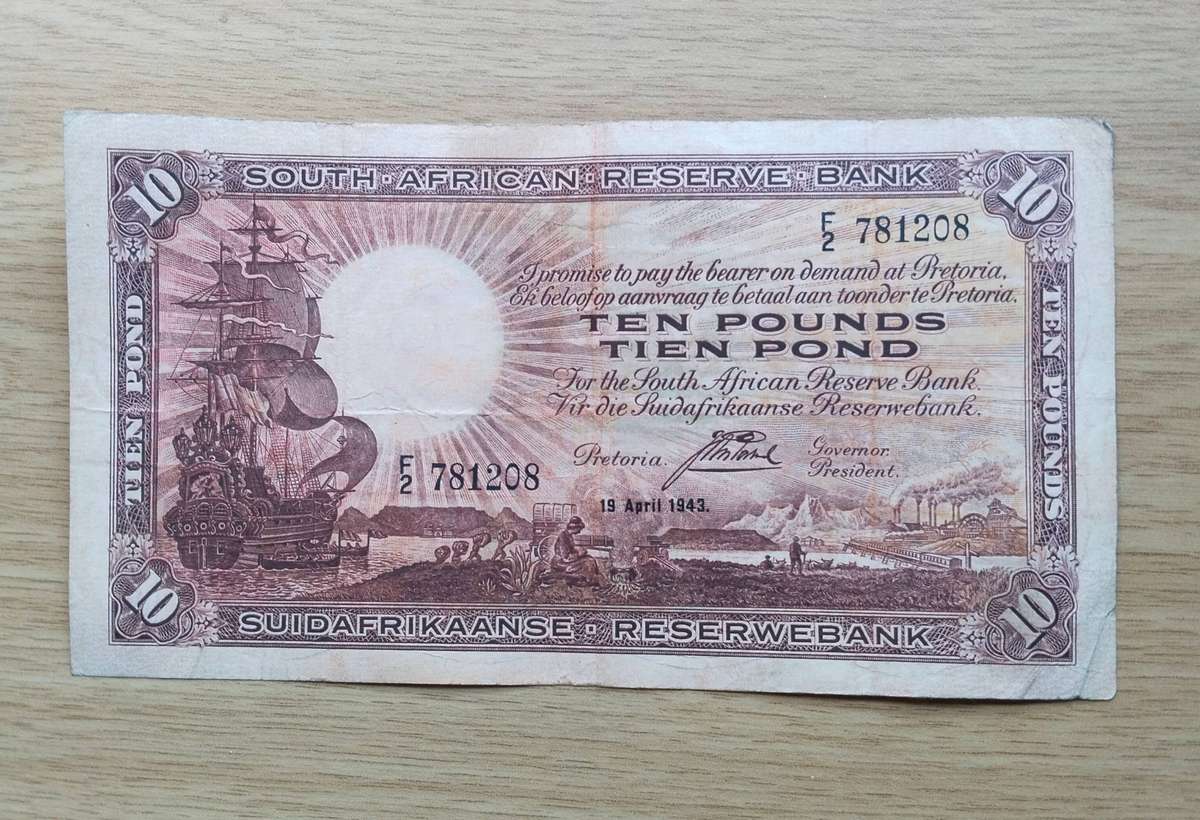 SOUTH · AFRICAN · RESERVE · BANK
10
10
F/2 781208
I promise to pay the bearer on demand at Pretoria.
Ek beloof op aanvraag te betaal aan toonder te Pretoria.
TEN POUNDS
TIEN POND
For the South African Reserve Bank.
Vir die Suidafrikaanse Reserwebank.
Pretoria.
Governor.
President.
F/2 781208
19 April 1943.
TIEN POND
TEN POUNDS
10
10
SUIDAFRIKAANSE · RESERWEBANK